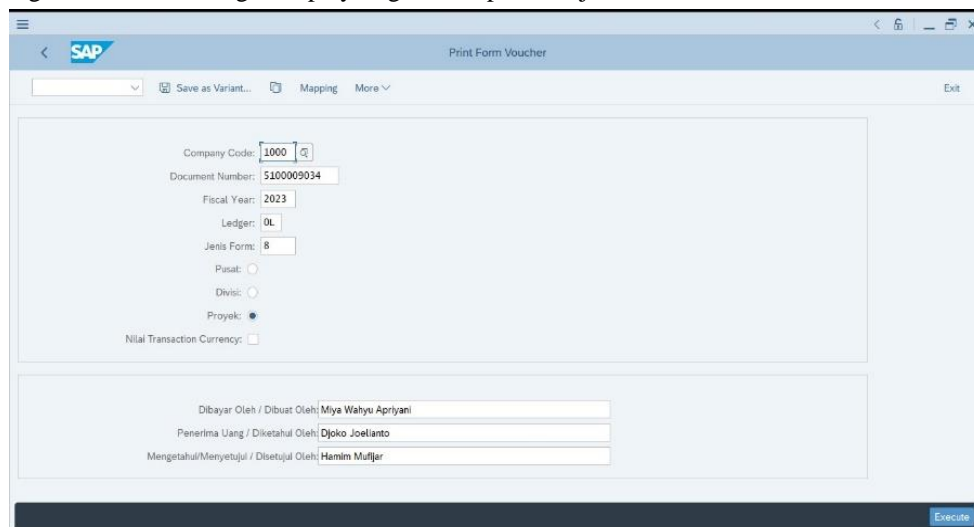 SAP
Print Form Voucher
Save as Variant... Mapping More Exit
Company Code: 1000
Document Number: 5100009034
Fiscal Year: 2023
Ledger: 0L
Jenis Form: 8
Pusat:
Divisi:
Proyek:
Nilai Transaction Currency:
Dibayar Oleh / Dibuat Oleh: Miya Wahyu Apriyani
Penerima Uang / Diketahui Oleh: Djoko Joelianto
Mengetahui/Menyetujui / Disetujui Oleh: Hamim Mufijar
Execute